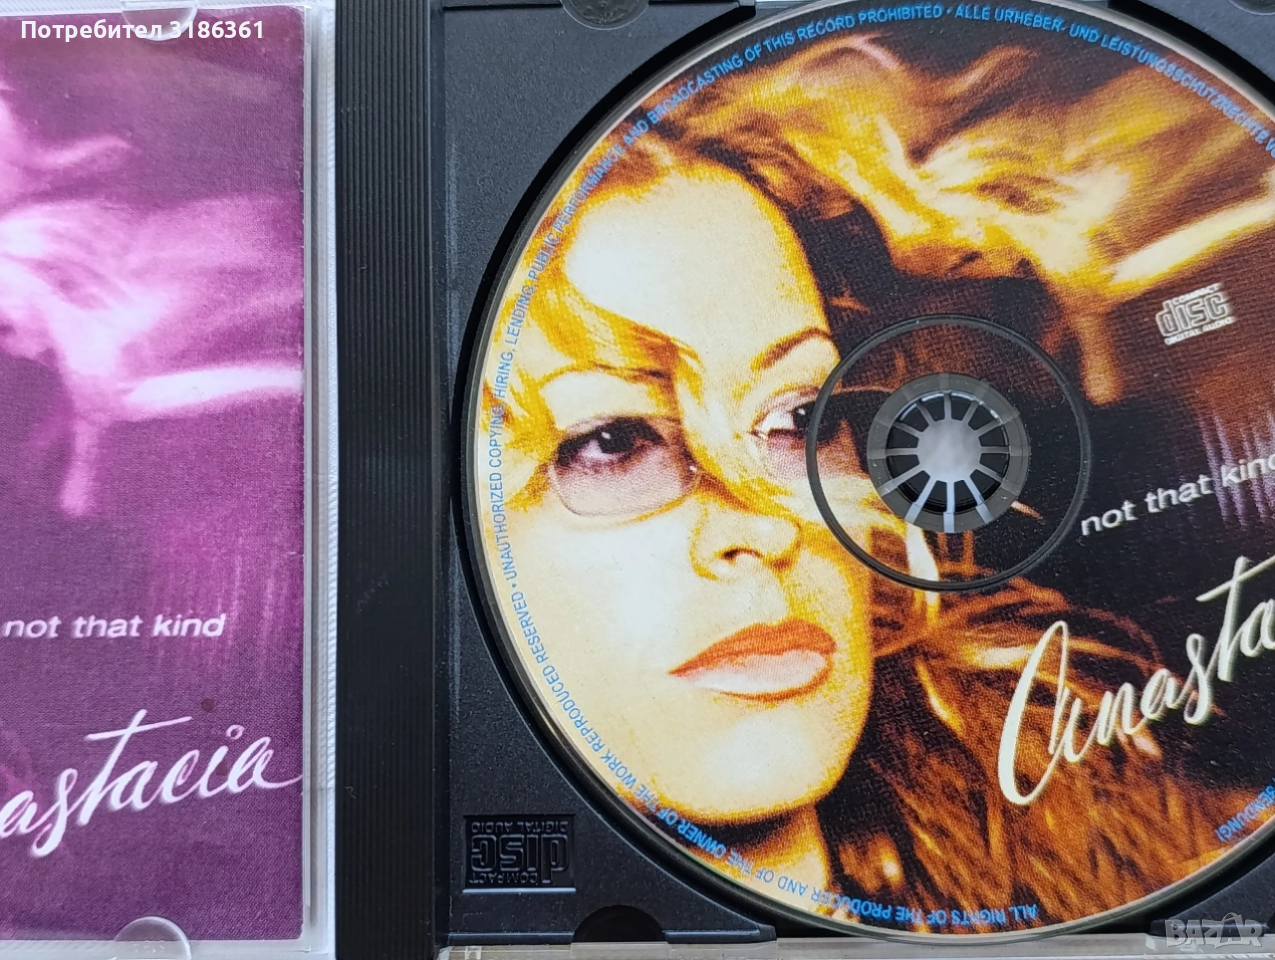 Потребител 3186361
not that kind
astacia
ALL RIGHTS OF THE PRODUCER AND OF THE OWNER OF THE WORK REPRODUCED RESERVED • UNAUTHORIZED COPYING, HIRING, LENDING, PUBLIC PERFORMANCE AND BROADCASTING OF THIS RECORD PROHIBITED • ALLE URHEBER- UND LEISTUNGSSCHUTZRECHTE
COMPACT
disc
DIGITAL AUDIO
not that kind
Anasta
COMPACT
disc
DIGITAL AUDIO
BAZAR